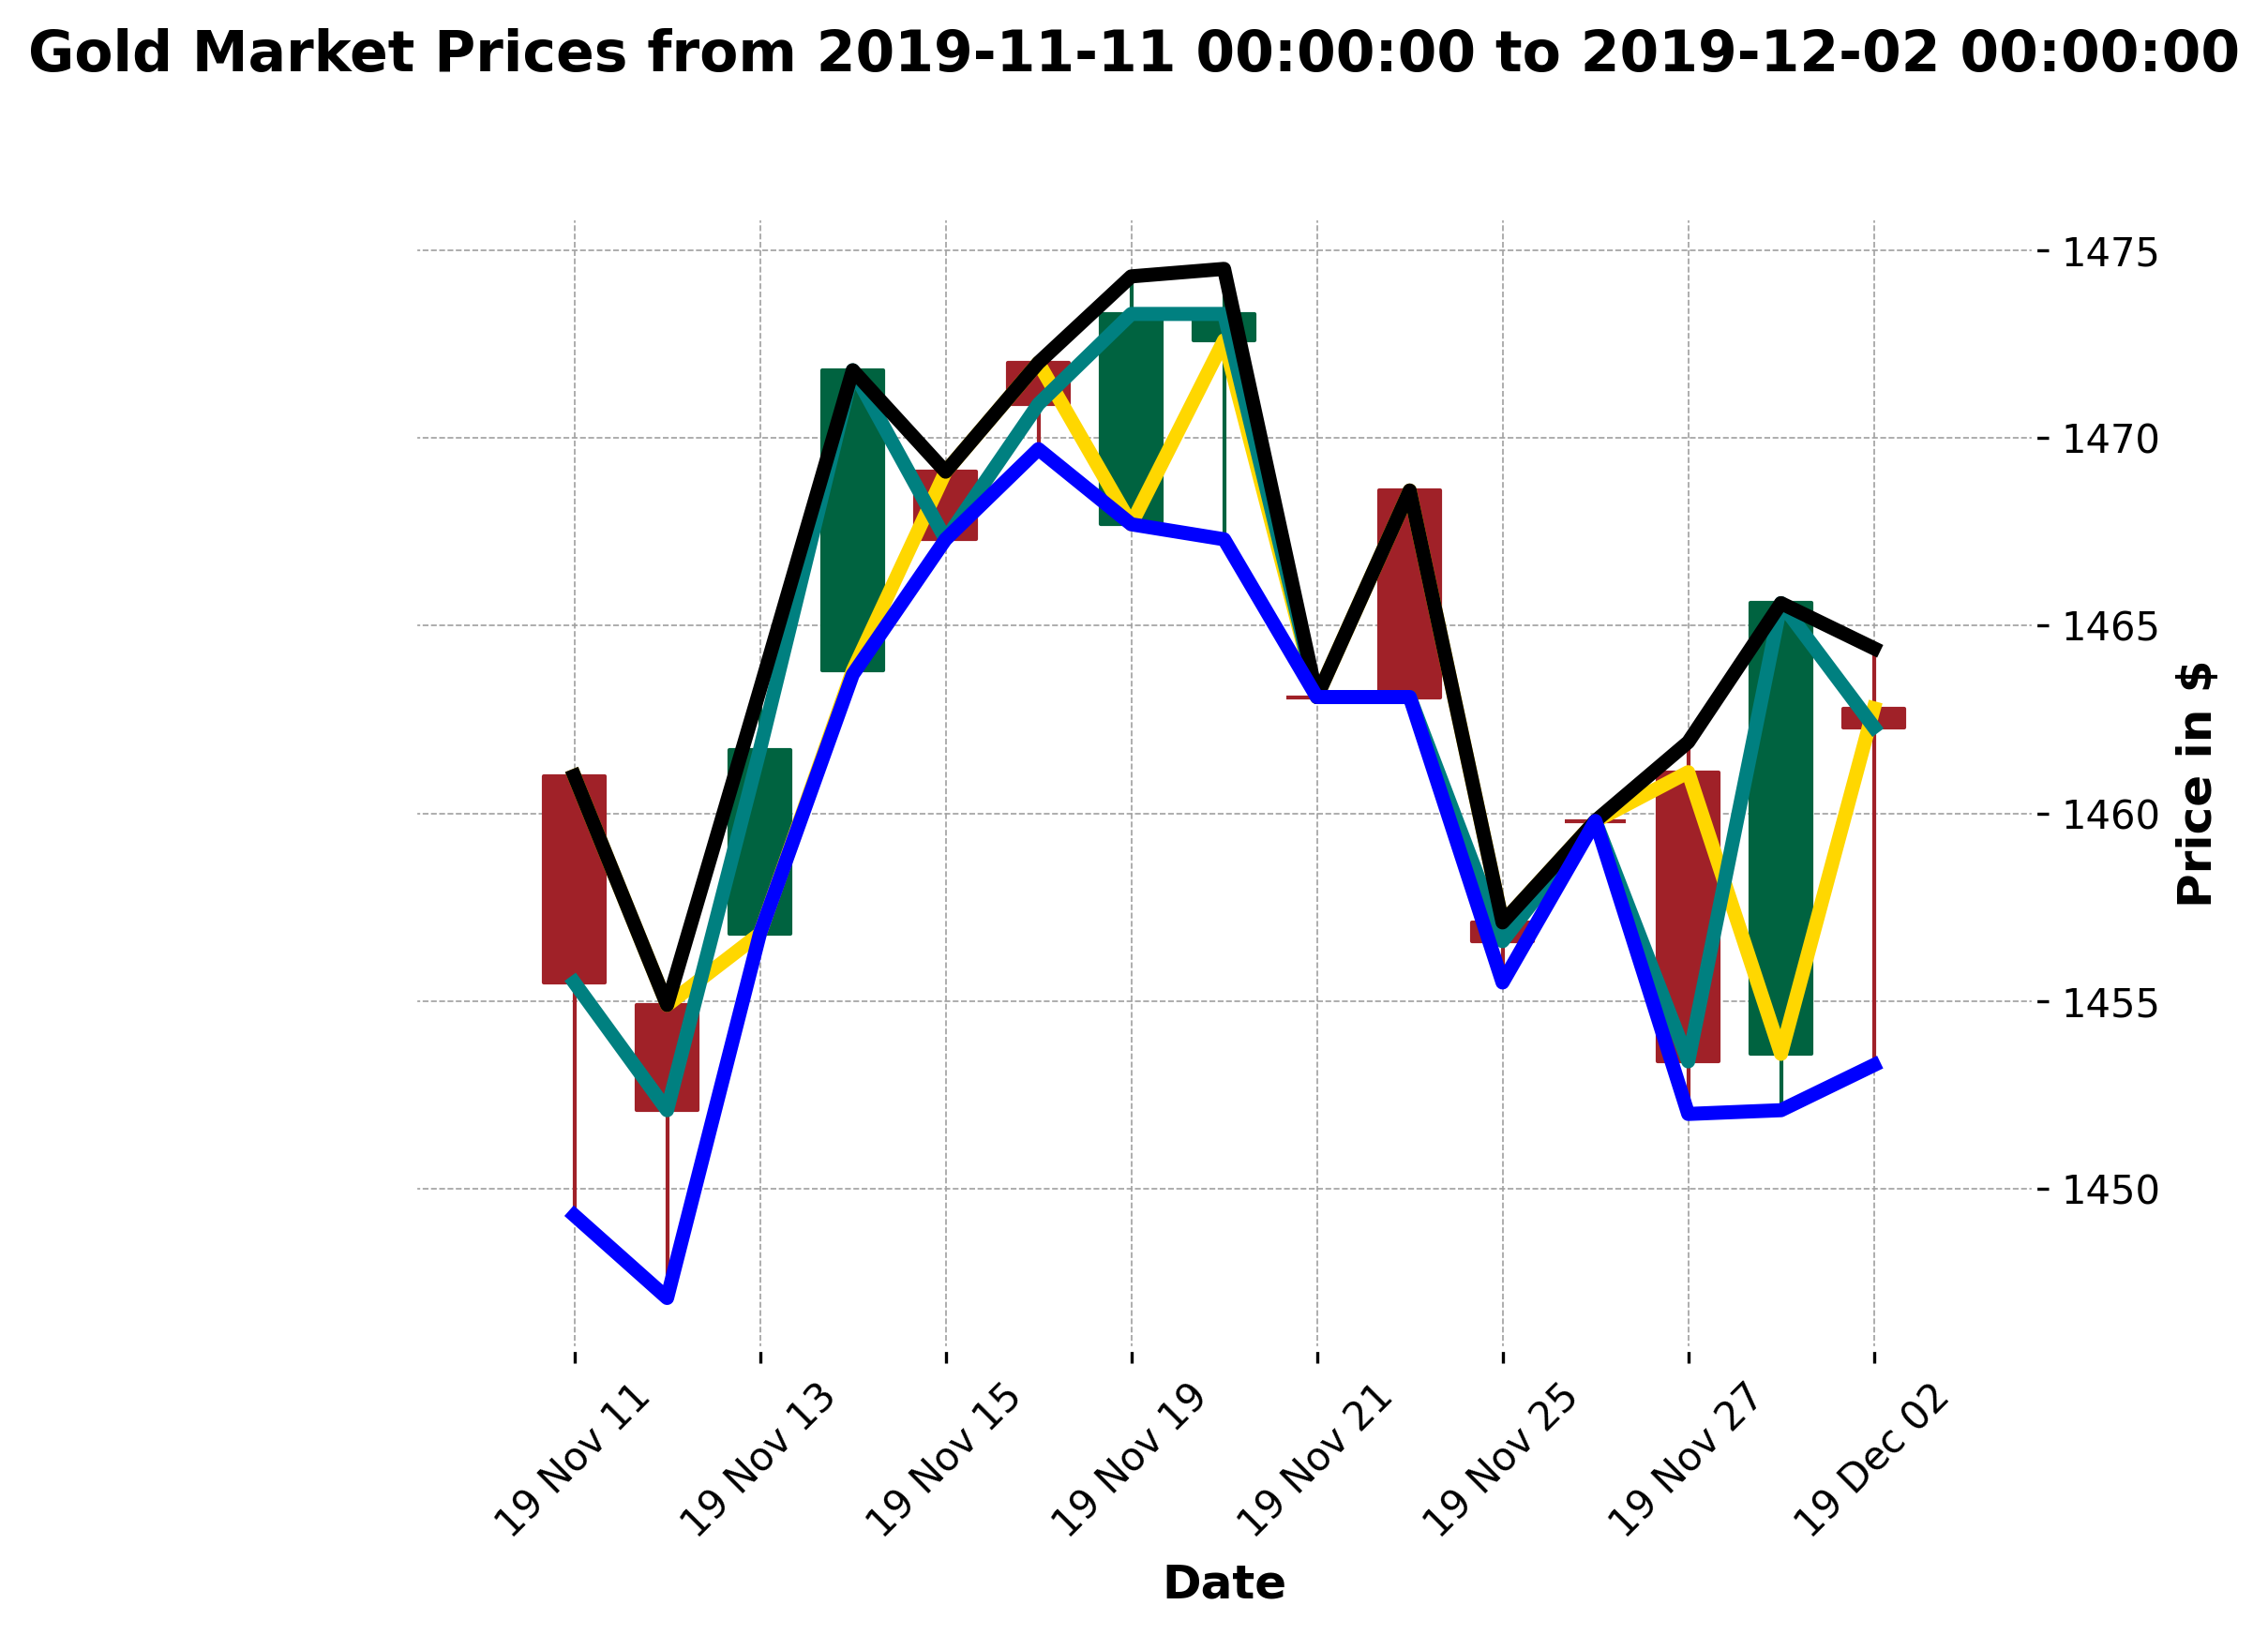 Gold Market Prices from 2019-11-11 00:00:00 to 2019-12-02 00:00:00
1475
1470
1465
1460
1455
1450
Price in $
19 Nov 11
19 Nov 13
19 Nov 15
19 Nov 19
19 Nov 21
19 Nov 25
19 Nov 27
19 Dec 02
Date